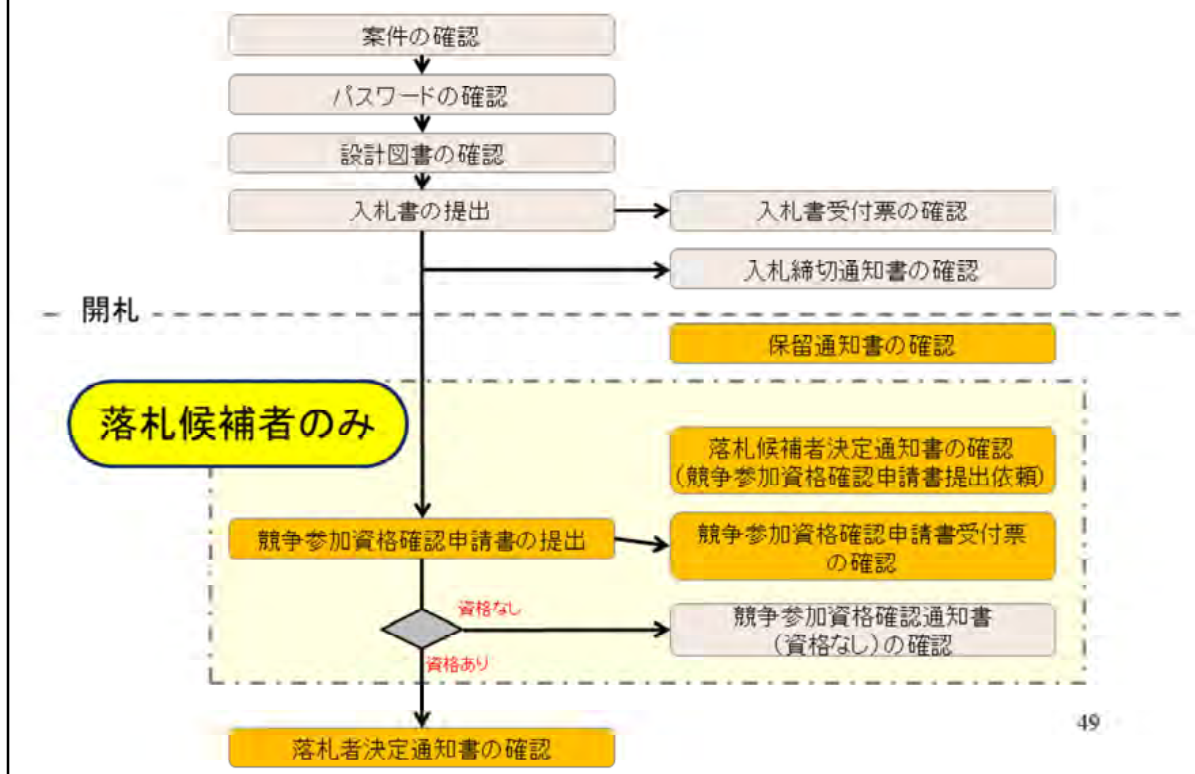 案件の確認
パスワードの確認
設計図書の確認
入札書の提出
入札書受付票の確認
入札締切通知書の確認
開札
保留通知書の確認
落札候補者のみ
落札候補者決定通知書の確認
(競争参加資格確認申請書提出依頼)
競争参加資格確認申請書の提出
競争参加資格確認申請書受付票
の確認
資格なし
競争参加資格確認通知書
(資格なし)の確認
資格あり
落札者決定通知書の確認
49